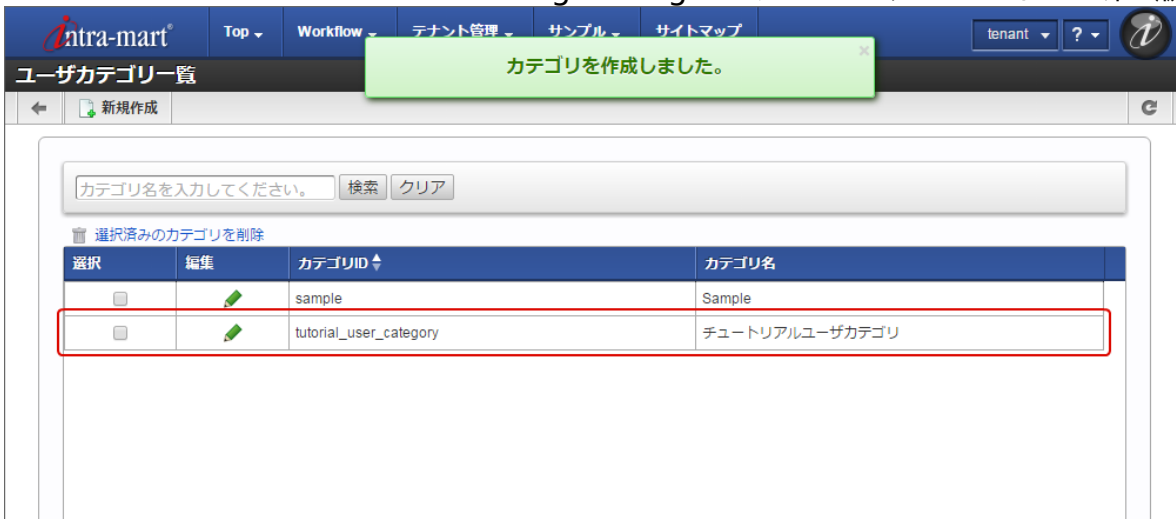 intra-mart® Top Workflow テナント管理 サンプル サイトマップ tenant ?
カテゴリを作成しました。 ×
ユーザカテゴリ一覧
新規作成
カテゴリ名を入力してください。 検索 クリア
選択済みのカテゴリを削除
選択 編集 カテゴリID カテゴリ名
sample Sample
tutorial_user_category チュートリアルユーザカテゴリ